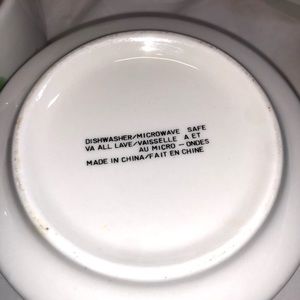 DISHWASHER/MICROWAVE SAFE
VA ALL LAVE/VAISSELLE A ET
AU MICRO -- ONDES
MADE IN CHINA/FAIT EN CHINE